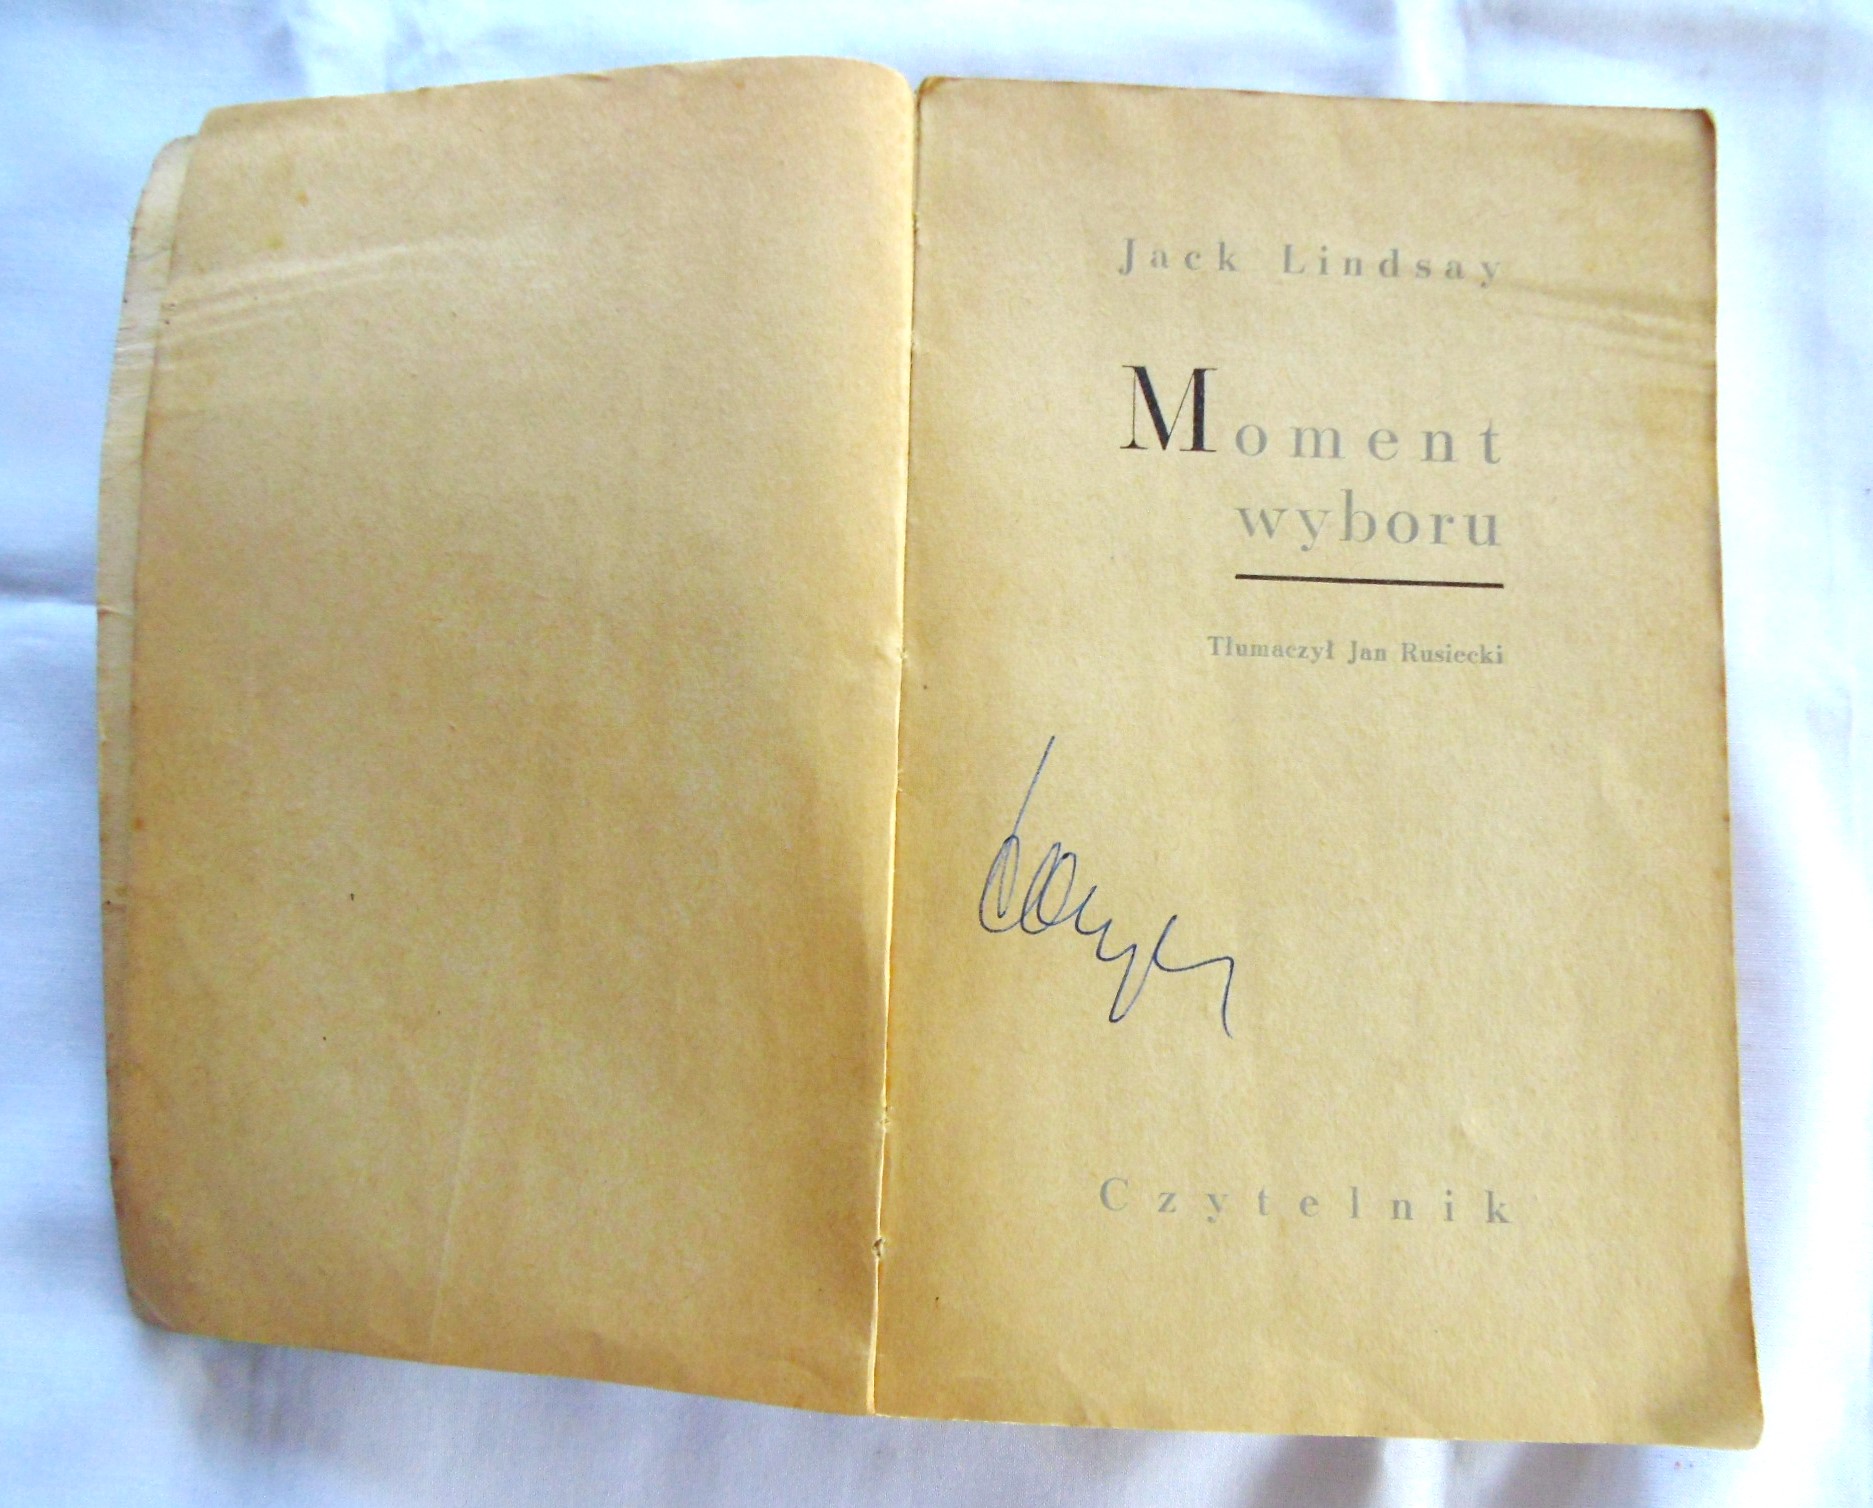 Jack Lindsay
Moment
wyboru
Tłumaczył Jan Rusiecki
Czytelnik